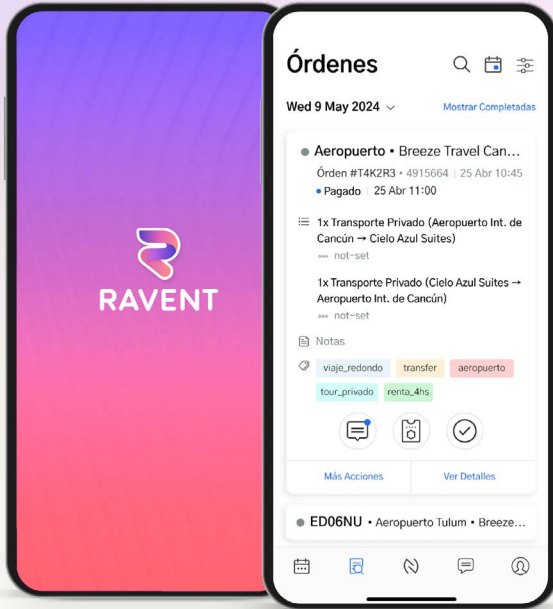 RAVENT
Órdenes
Wed 9 May 2024
Mostrar Completadas
Aeropuerto • Breeze Travel Can...
Órden #T4K2R3 • 4915664 | 25 Abr 10:45
• Pagado | 25 Abr 11:00
1x Transporte Privado (Aeropuerto Int. de
Cancún → Cielo Azul Suites)
not-set
1x Transporte Privado (Cielo Azul Suites →
Aeropuerto Int. de Cancún)
not-set
Notas
viaje_redondo transfer aeropuerto
tour_privado renta_4hs
Más Acciones
Ver Detalles
ED06NU • Aeropuerto Tulum • Breeze...